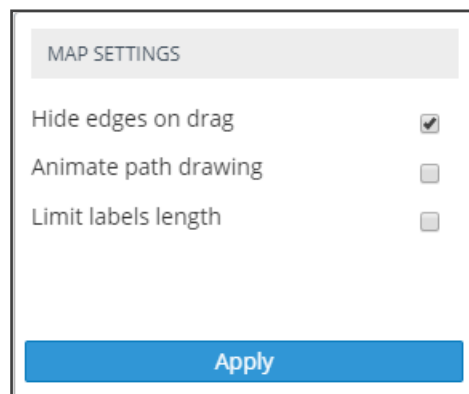 MAP SETTINGS
Hide edges on drag
Animate path drawing
Limit labels length
Apply